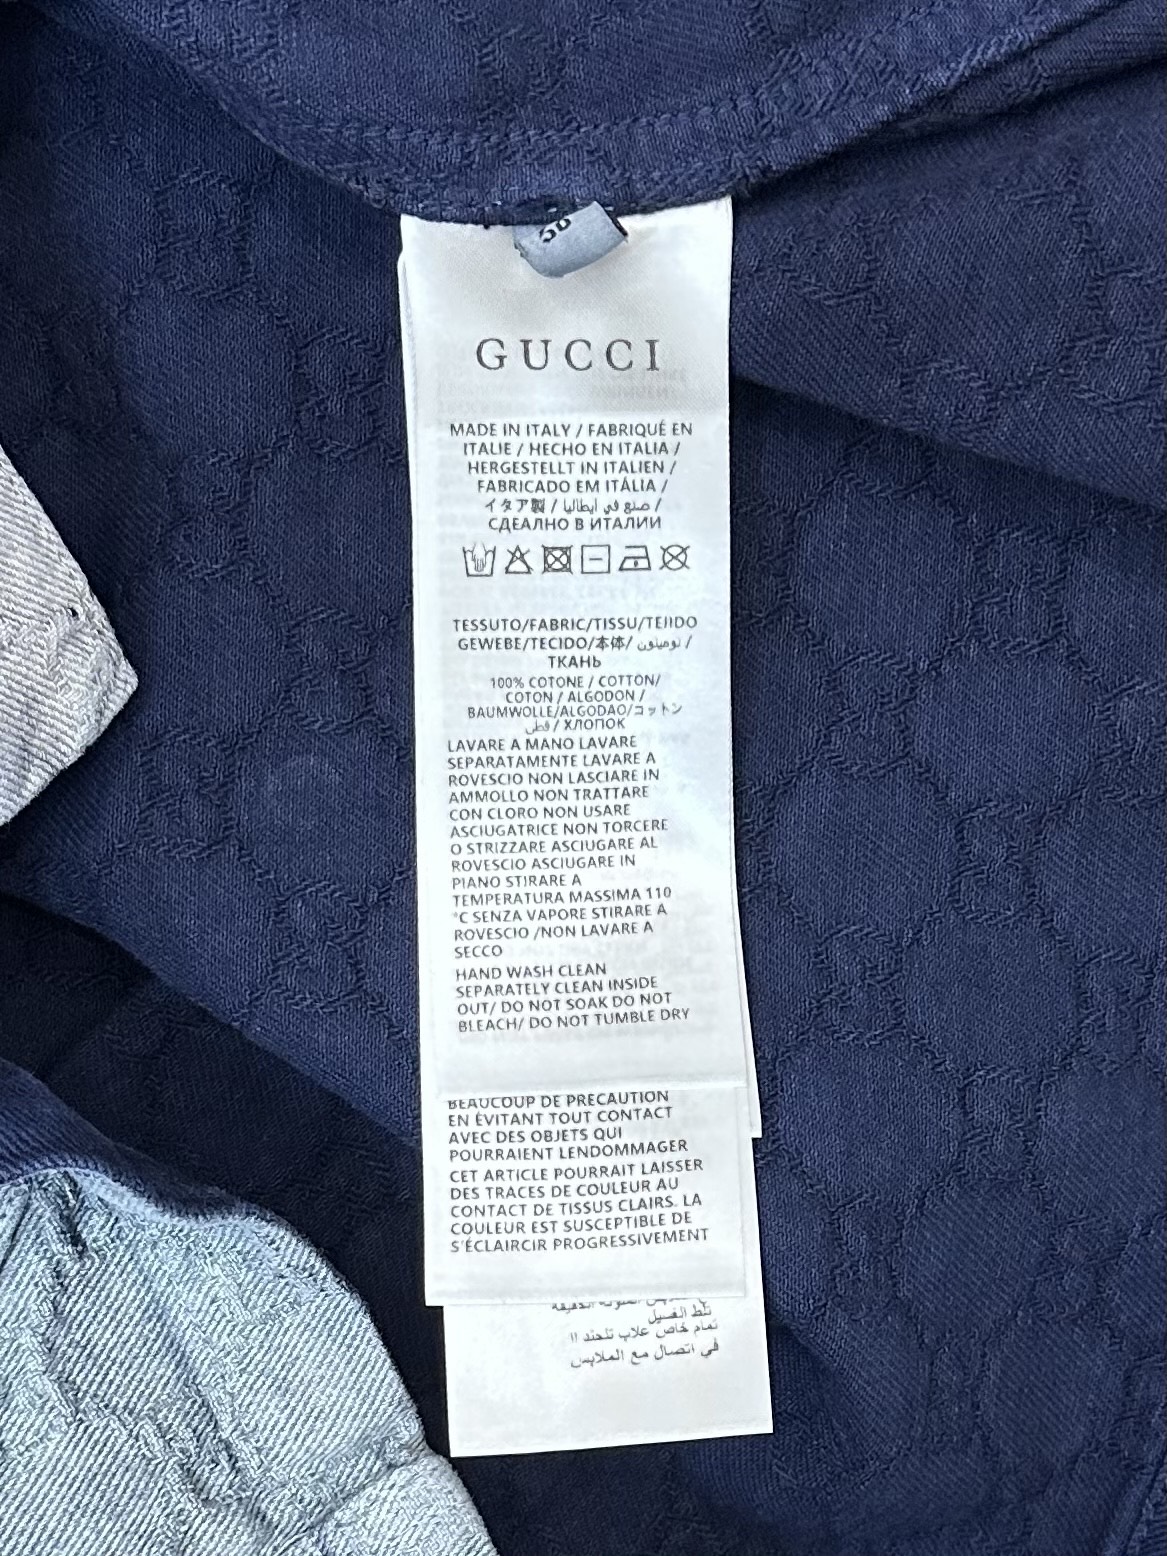 GUCCI
MADE IN ITALY / FABRIQUÉ EN
ITALIE / HECHO EN ITALIA /
HERGESTELLT IN ITALIEN /
FABRICADO EM ITÁLIA /
イタア製 / صنع في ايطاليا /
СДЕАЛНО В ИТАЛИИ
TESSUTO/FABRIC/TISSU/TEJIDO
GEWEBE/TECIDO/本体/ /
ТКАНЬ
100% COTONE / COTTON/
COTON / ALGODON /
BAUMWOLLE/ALGODAO/コットン
قطن / ХЛОПОК
LAVARE A MANO LAVARE
SEPARATAMENTE LAVARE A
ROVESCIO NON LASCIARE IN
AMMOLLO NON TRATTARE
CON CLORO NON USARE
ASCIUGATRICE NON TORCERE
O STRIZZARE ASCIUGARE AL
ROVESCIO ASCIUGARE IN
PIANO STIRARE A
TEMPERATURA MASSIMA 110
°C SENZA VAPORE STIRARE A
ROVESCIO /NON LAVARE A
SECCO
HAND WASH CLEAN
SEPARATELY CLEAN INSIDE
OUT/ DO NOT SOAK DO NOT
BLEACH/ DO NOT TUMBLE DRY
BEAUCOUP DE PRECAUTION
EN ÉVITANT TOUT CONTACT
AVEC DES OBJETS QUI
POURRAIENT LENDOMMAGER
CET ARTICLE POURRAIT LAISSER
DES TRACES DE COULEUR AU
CONTACT DE TISSUS CLAIRS. LA
COULEUR EST SUSCEPTIBLE DE
S'ÉCLAIRCIR PROGRESSIVEMENT
في اتصال مع الملابس